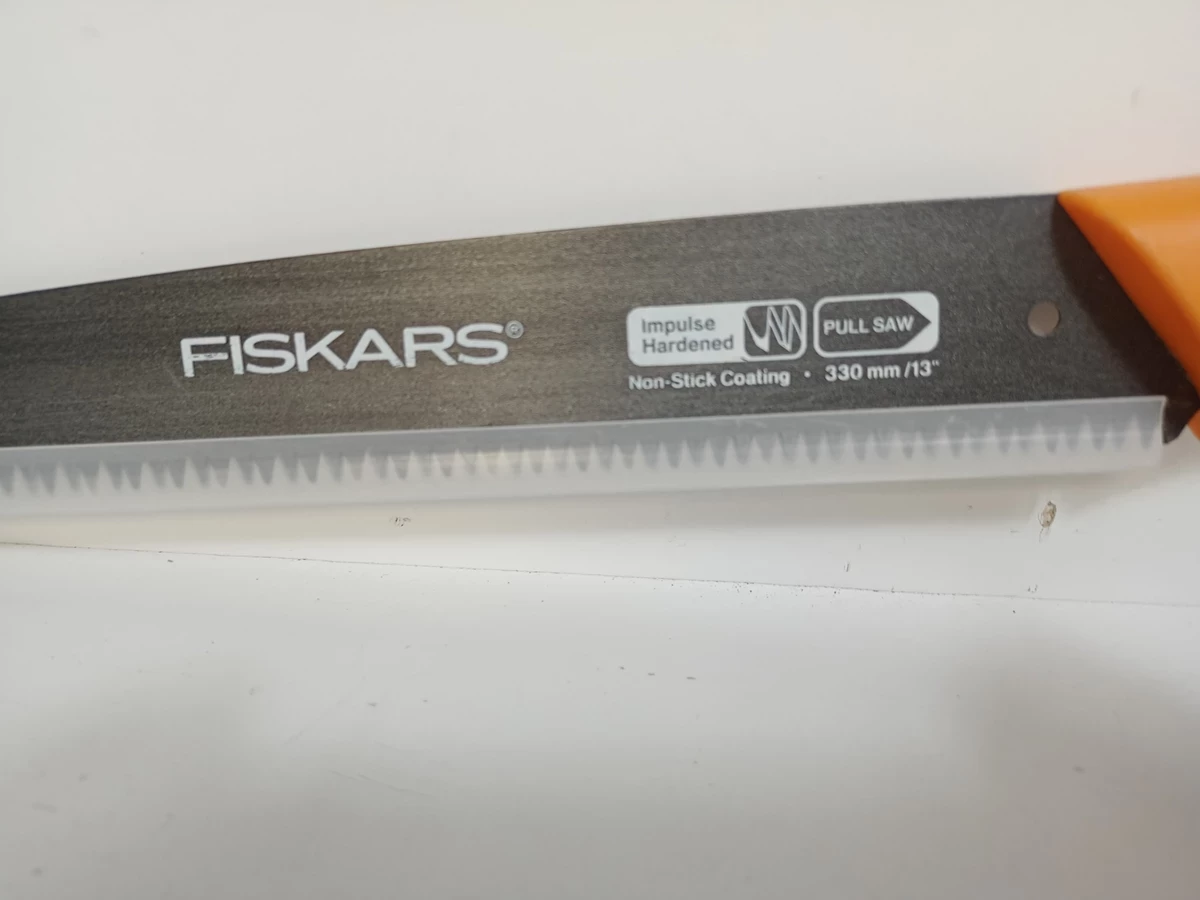 FISKARS®
Impulse
Hardened
PULL SAW
Non-Stick Coating • 330 mm/13"